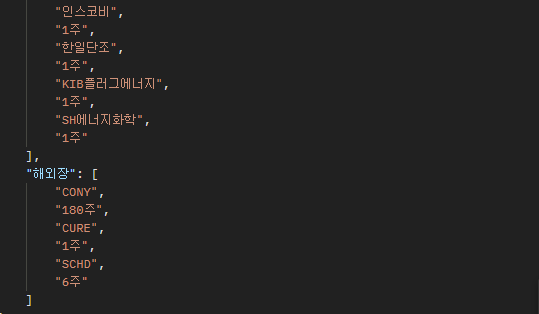 "인스코비",
"1주",
"한일단조",
"1주",
"KIB플러그에너지",
"1주",
"SH에너지화학",
"1주"
],
"해외장": [
"CONY",
"180주",
"CURE",
"1주",
"SCHD",
"6주"
]